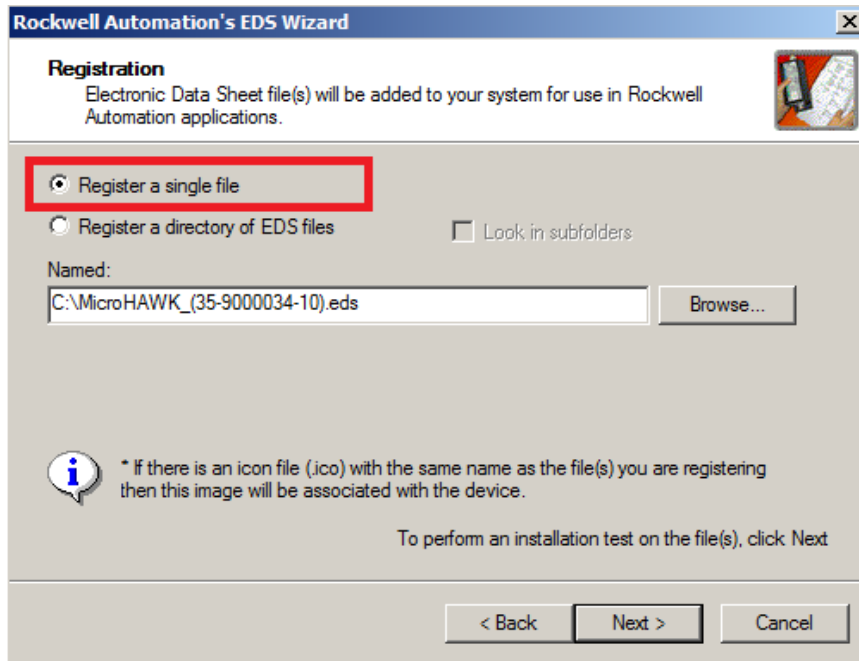 Rockwell Automation's EDS Wizard
Registration
Electronic Data Sheet file(s) will be added to your system for use in Rockwell
Automation applications.
Register a single file
Register a directory of EDS files
Look in subfolders
Named:
C:\MicroHAWK_(35-9000034-10).eds
Browse...
* If there is an icon file (.ico) with the same name as the file(s) you are registering
then this image will be associated with the device.
To perform an installation test on the file(s), click Next
< Back
Next >
Cancel